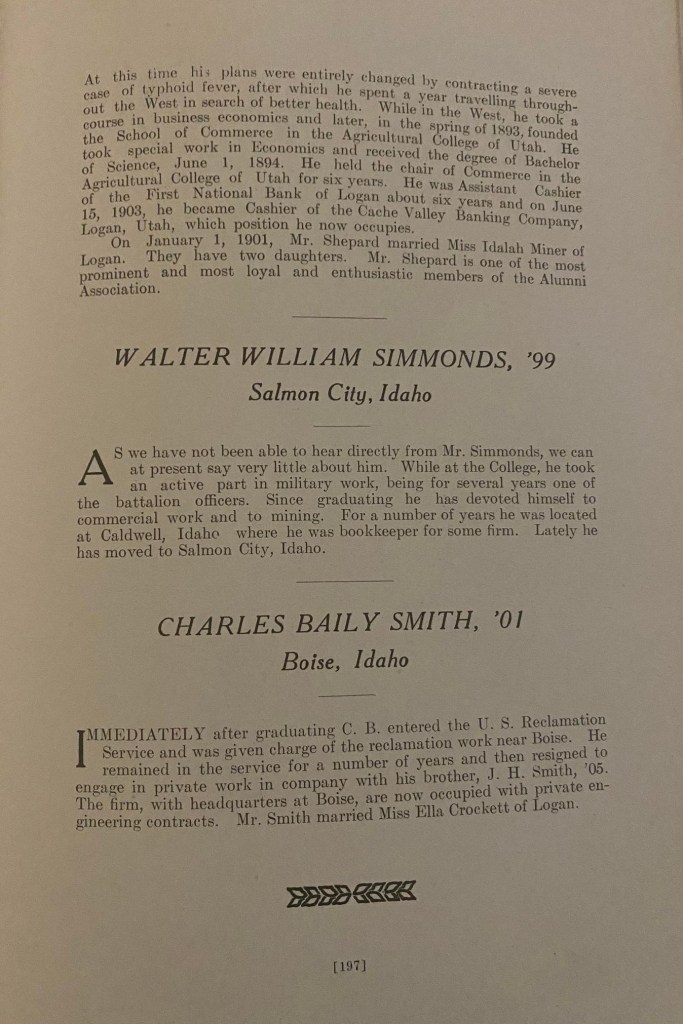 At this time his plans were entirely changed by contracting a severe
case of typhoid fever, after which he spent a year travelling through-
out the West in search of better health. While in the West, he took a
course in business economics and later, in the spring of 1893, founded
the School of Commerce in the Agricultural College of Utah. He
took special work in Economics and received the degree of Bachelor
of Science, June 1, 1894. He held the chair of Commerce in the
Agricultural College of Utah for six years. He was Assistant Cashier
of the First National Bank of Logan about six years and on June
15, 1903, he became Cashier of the Cache Valley Banking Company,
Logan, Utah, which position he now occupies.
On January 1, 1901, Mr. Shepard married Miss Idalah Miner of
Logan. They have two daughters. Mr. Shepard is one of the most
prominent and most loyal and enthusiastic members of the Alumni
Association.
WALTER WILLIAM SIMMONDS, '99
Salmon City, Idaho
AS we have not been able to hear directly from Mr. Simmonds, we can
at present say very little about him. While at the College, he took
an active part in military work, being for several years one of
the battalion officers. Since graduating he has devoted himself to
commercial work and to mining. For a number of years he was located
at Caldwell, Idaho where he was bookkeeper for some firm. Lately he
has moved to Salmon City, Idaho.
CHARLES BAILY SMITH, '01
Boise, Idaho
IMMEDIATELY after graduating C. B. entered the U. S. Reclamation
Service and was given charge of the reclamation work near Boise. He
remained in the service for a number of years and then resigned to
engage in private work in company with his brother, J. H. Smith, '05.
The firm, with headquarters at Boise, are now occupied with private en-
gineering contracts. Mr. Smith married Miss Ella Crockett of Logan.
[197]